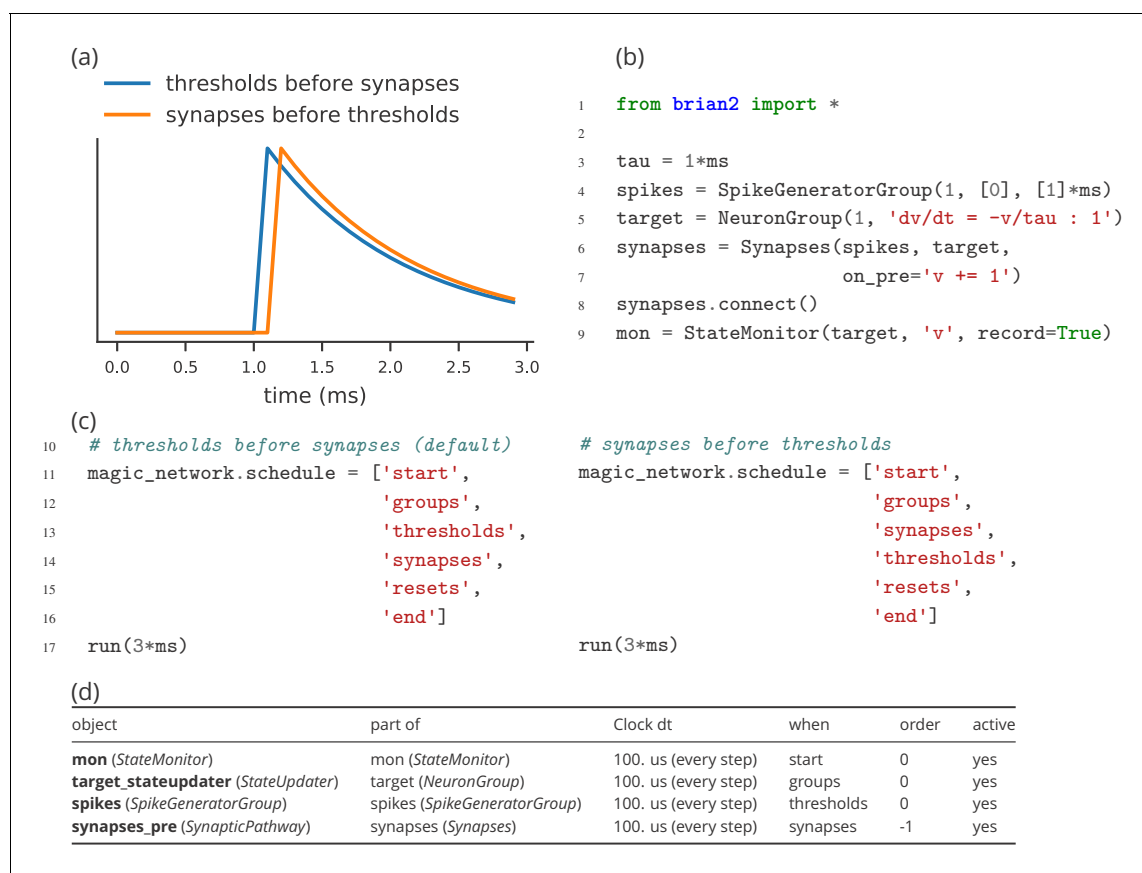 (a)
thresholds before synapses
synapses before thresholds
0.0 0.5 1.0 1.5 2.0 2.5 3.0
time (ms)
(b)
1 from brian2 import *
2
3 tau = 1*ms
4 spikes = SpikeGeneratorGroup(1, [0], [1]*ms)
5 target = NeuronGroup(1, 'dv/dt = -v/tau : 1')
6 synapses = Synapses(spikes, target,
7 on_pre='v += 1')
8 synapses.connect()
9 mon = StateMonitor(target, 'v', record=True)
(c)
10 # thresholds before synapses (default)
11 magic_network.schedule = ['start',
12 'groups',
13 'thresholds',
14 'synapses',
15 'resets',
16 'end']
17 run(3*ms)
# synapses before thresholds
magic_network.schedule = ['start',
'groups',
'synapses',
'thresholds',
'resets',
'end']
run(3*ms)
(d)
object part of Clock dt when order active
mon (StateMonitor) mon (StateMonitor) 100. us (every step) start 0 yes
target_stateupdater (StateUpdater) target (NeuronGroup) 100. us (every step) groups 0 yes
spikes (SpikeGeneratorGroup) spikes (SpikeGeneratorGroup) 100. us (every step) thresholds 0 yes
synapses_pre (SynapticPathway) synapses (Synapses) 100. us (every step) synapses -1 yes